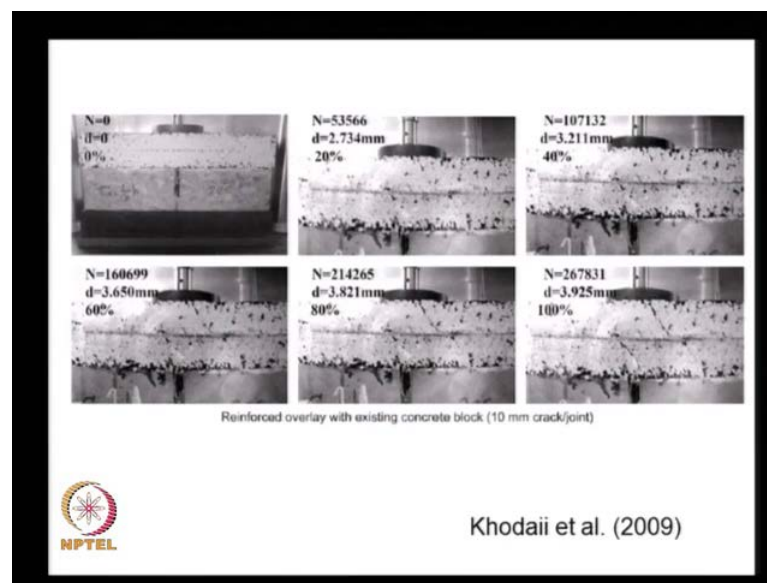 N=0
d=0
0%
N=53566
d=2.734mm
20%
N=107132
d=3.211mm
40%
N=160699
d=3.650mm
60%
N=214265
d=3.821mm
80%
N=267831
d=3.925mm
100%
Reinforced overlay with existing concrete block (10 mm crack/joint)
NPTEL
Khodaii et al. (2009)